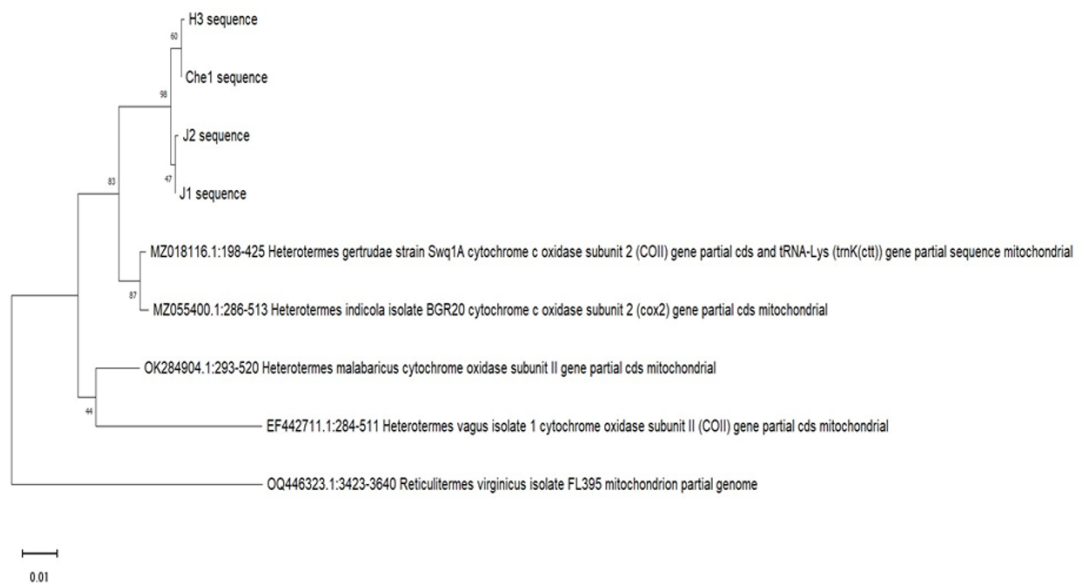 H3 sequence
60
Che1 sequence
98
J2 sequence
47
J1 sequence
83
MZ018116.1:198-425 Heterotermes gertrudae strain Swq1A cytochrome c oxidase subunit 2 (COII) gene partial cds and tRNA-Lys (trnK(ctt)) gene partial sequence mitochondrial
87
MZ055400.1:286-513 Heterotermes indicola isolate BGR20 cytochrome c oxidase subunit 2 (cox2) gene partial cds mitochondrial
OK284904.1:293-520 Heterotermes malabaricus cytochrome oxidase subunit II gene partial cds mitochondrial
44
EF442711.1:284-511 Heterotermes vagus isolate 1 cytochrome oxidase subunit II (COII) gene partial cds mitochondrial
OQ446323.1:3423-3640 Reticulitermes virginicus isolate FL395 mitochondrion partial genome
0.01